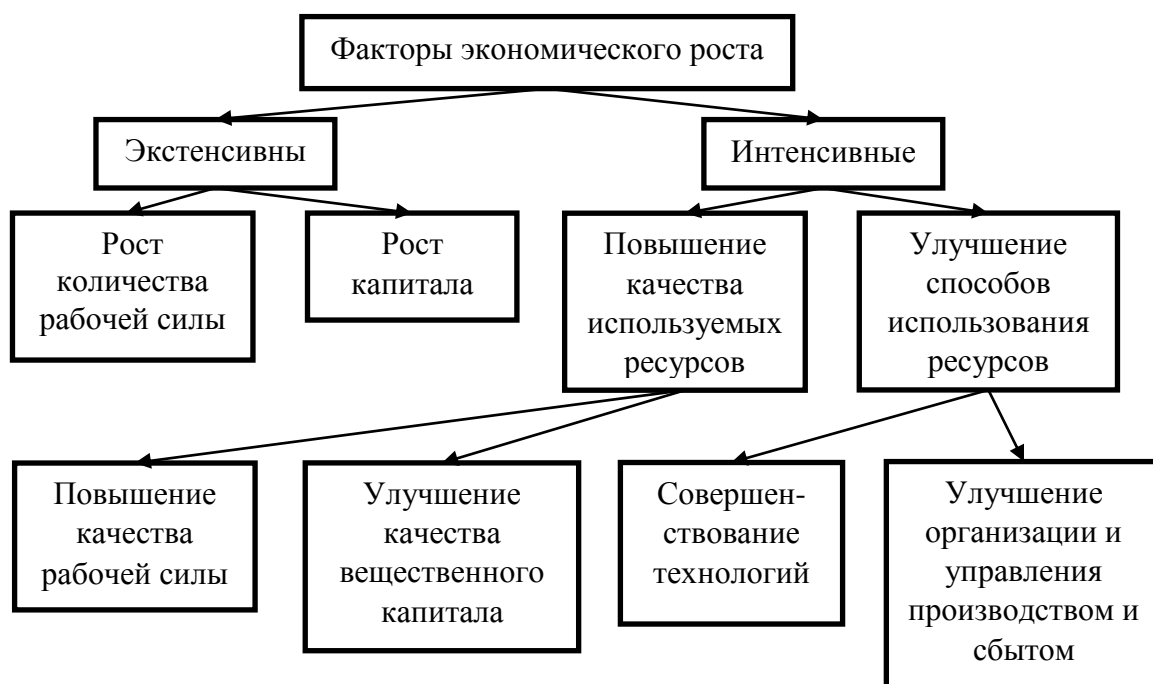 Факторы экономического роста
Экстенсивны
Интенсивные
Рост
количества
рабочей силы
Рост
капитала
Повышение
качества
используемых
ресурсов
Улучшение
способов
использования
ресурсов
Повышение
качества
рабочей силы
Улучшение
качества
вещественного
капитала
Совершен-
ствование
технологий
Улучшение
организации и
управления
производством и
сбытом